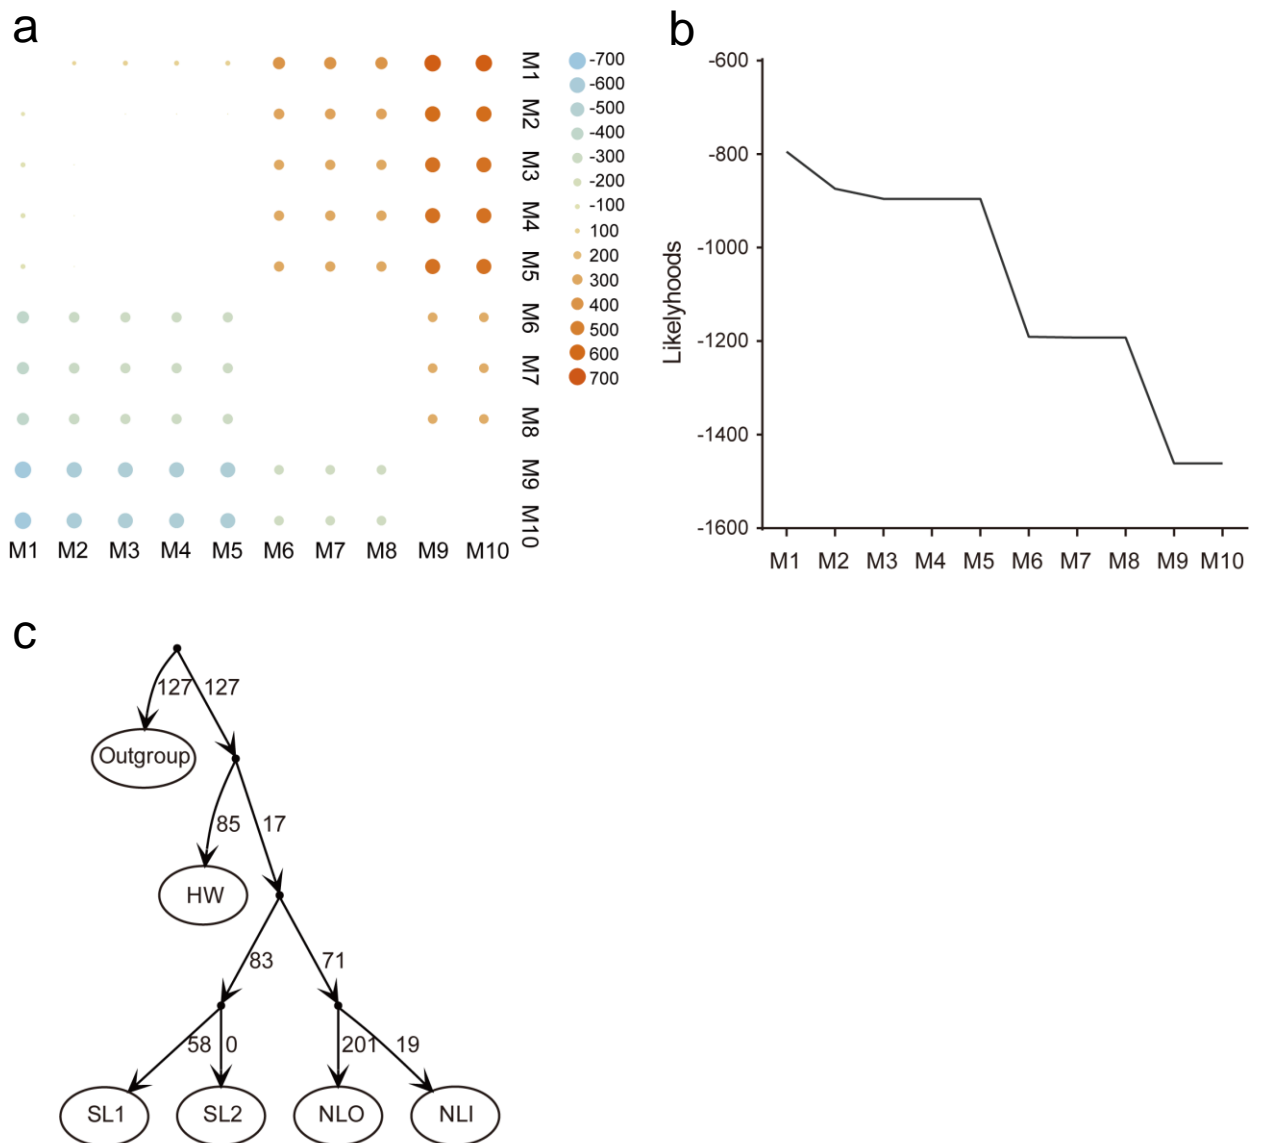 a
M1
M2
M3
M4
M5
M6
M7
M8
M9
M10
M1 M2 M3 M4 M5 M6 M7 M8 M9 M10
-700
-600
-500
-400
-300
-200
-100
100
200
300
400
500
600
700
b
Likelyhoods
-600
-800
-1000
-1200
-1400
-1600
M1 M2 M3 M4 M5 M6 M7 M8 M9 M10
c
127 127
Outgroup
85 17
HW
83 71
58 0 201 19
SL1 SL2 NLO NLI